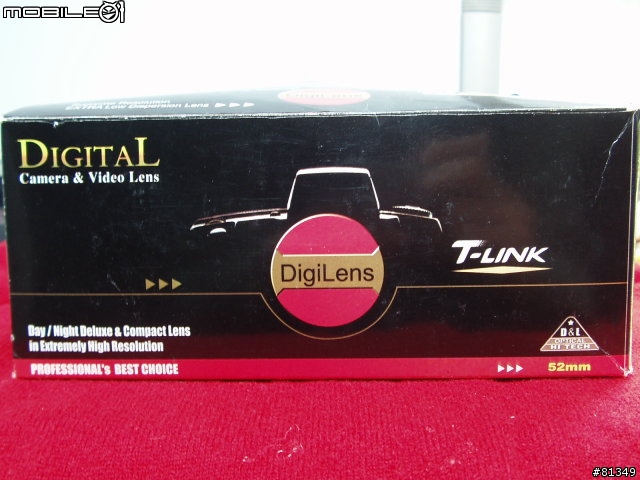 MOBILE01
EXTRA Low Dispersion Lens
DIGITAL
Camera & Video Lens
T-LINK
DigiLens
Day / Night Deluxe & Compact Lens
in Extremely High Resolution
D&L
OPTICAL
HI TECH
PROFESSIONAL's BEST CHOICE
52mm
#81349